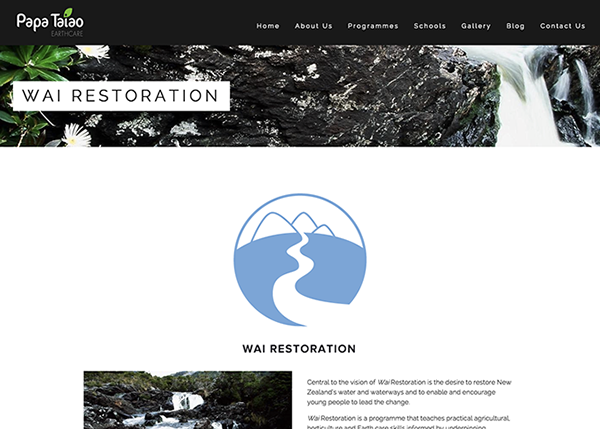 Papa Taiao
EARTHCARE
Home About Us Programmes Schools Gallery Blog Contact Us
WAI RESTORATION
WAI RESTORATION
Central to the vision of Wai Restoration is the desire to restore New
Zealand's water and waterways and to enable and encourage
young people to lead the change.
Wai Restoration is a programme that teaches practical agricultural,
horticulture and Earth care skills informed by underpinning